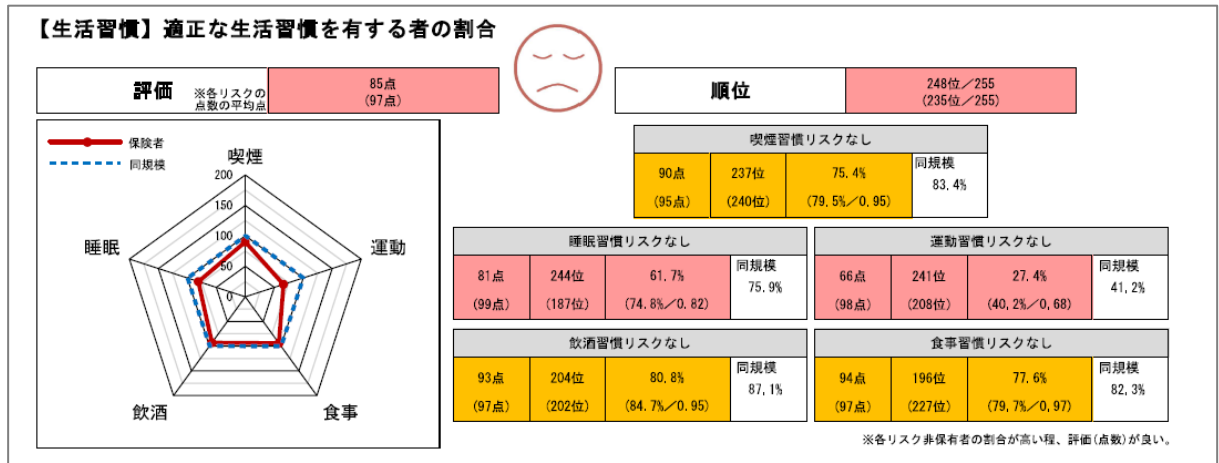 【生活習慣】適正な生活習慣を有する者の割合
評価 ※各リスクの
点数の平均点
85点
(97点)
順位
248位／255
(235位／255)
保険者
同規模
喫煙
運動
食事
飲酒
睡眠
200
150
100
50
0
喫煙習慣リスクなし
90点 237位 75.4% 同規模
83.4%
(95点) (240位) (79.5%／0.95)
睡眠習慣リスクなし
81点 244位 61.7% 同規模
75.9%
(99点) (187位) (74.8%／0.82)
運動習慣リスクなし
66点 241位 27.4% 同規模
41,2%
(98点) (208位) (40,2%／0,68)
飲酒習慣リスクなし
93点 204位 80.8% 同規模
87,1%
(97点) (202位) (84.7%／0.95)
食事習慣リスクなし
94点 196位 77.6% 同規模
82,3%
(97点) (227位) (79,7%／0,97)
※各リスク非保有者の割合が高い程、評価(点数)が良い。